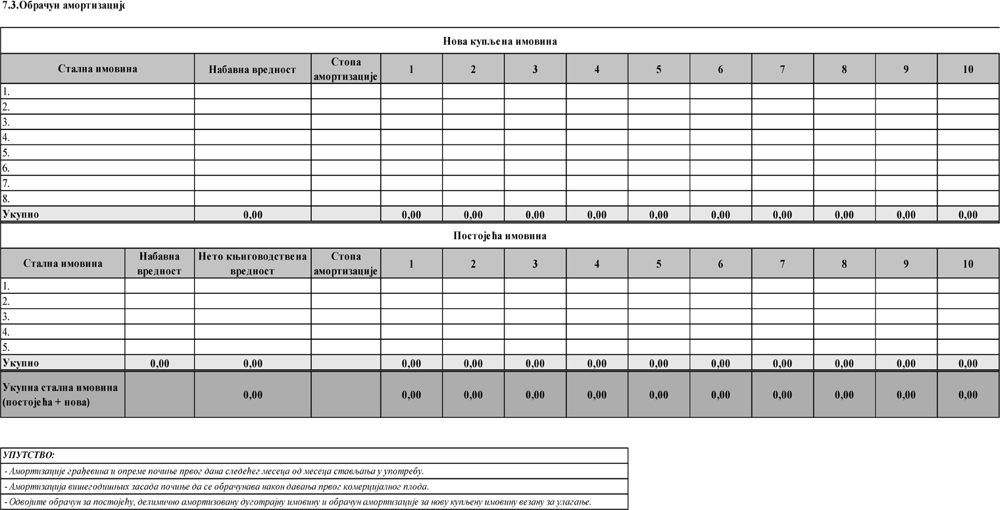 7.3.Обрачун амортизације
Нова купљена имовина
Стална имовина Набавна вредност Стопа амортизације 1 2 3 4 5 6 7 8 9 10
1.
2.
3.
4.
5.
6.
7.
8.
Укупно 0,00 0,00 0,00 0,00 0,00 0,00 0,00 0,00 0,00 0,00 0,00
Постојећа имовина
Стална имовина Набавна вредност Нето књиговодствена вредност Стопа амортизације 1 2 3 4 5 6 7 8 9 10
1.
2.
3.
4.
5.
Укупно 0,00 0,00 0,00 0,00 0,00 0,00 0,00 0,00 0,00 0,00 0,00 0,00
Укупна стална имовина
(постојећа + нова) 0,00 0,00 0,00 0,00 0,00 0,00 0,00 0,00 0,00 0,00 0,00
УПУТСТВО:
- Амортизације грађевина и опреме почиње првог дана следећег месеца од месеца стављања у употребу.
- Амортизација вишегодишњих засада почиње да се обрачунава након давања првог комерцијалног плода.
- Одвојите обрачун за постојећу, делимично амортизовану дуготрајну имовину и обрачун амортизације за нову купљену имовину везану за улагање.